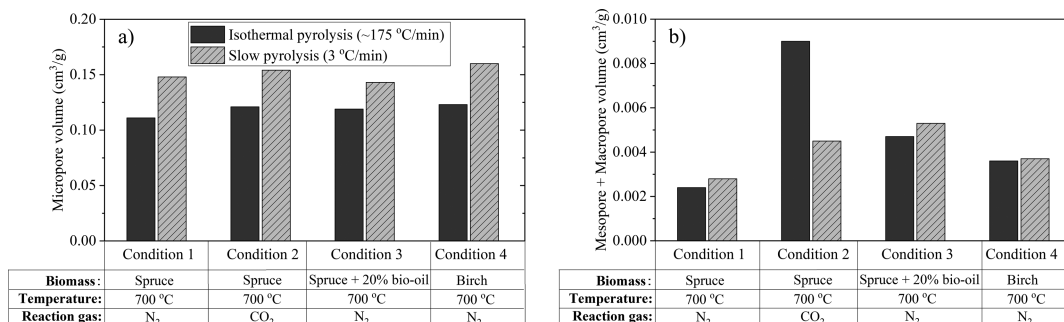 a)
Isothermal pyrolysis (~175 °C/min)
Slow pyrolysis (3 °C/min)
Micropore volume (cm³/g)
0.20
0.15
0.10
0.05
0.00
Condition 1 Condition 2 Condition 3 Condition 4
Biomass: Spruce Spruce Spruce + 20% bio-oil Birch
Temperature: 700 °C 700 °C 700 °C 700 °C
Reaction gas: N₂ CO₂ N₂ N₂
b)
Mesopore + Macropore volume (cm³/g)
0.010
0.008
0.006
0.004
0.002
0.000
Condition 1 Condition 2 Condition 3 Condition 4
Biomass: Spruce Spruce Spruce + 20% bio-oil Birch
Temperature: 700 °C 700 °C 700 °C 700 °C
Reaction gas: N₂ CO₂ N₂ N₂